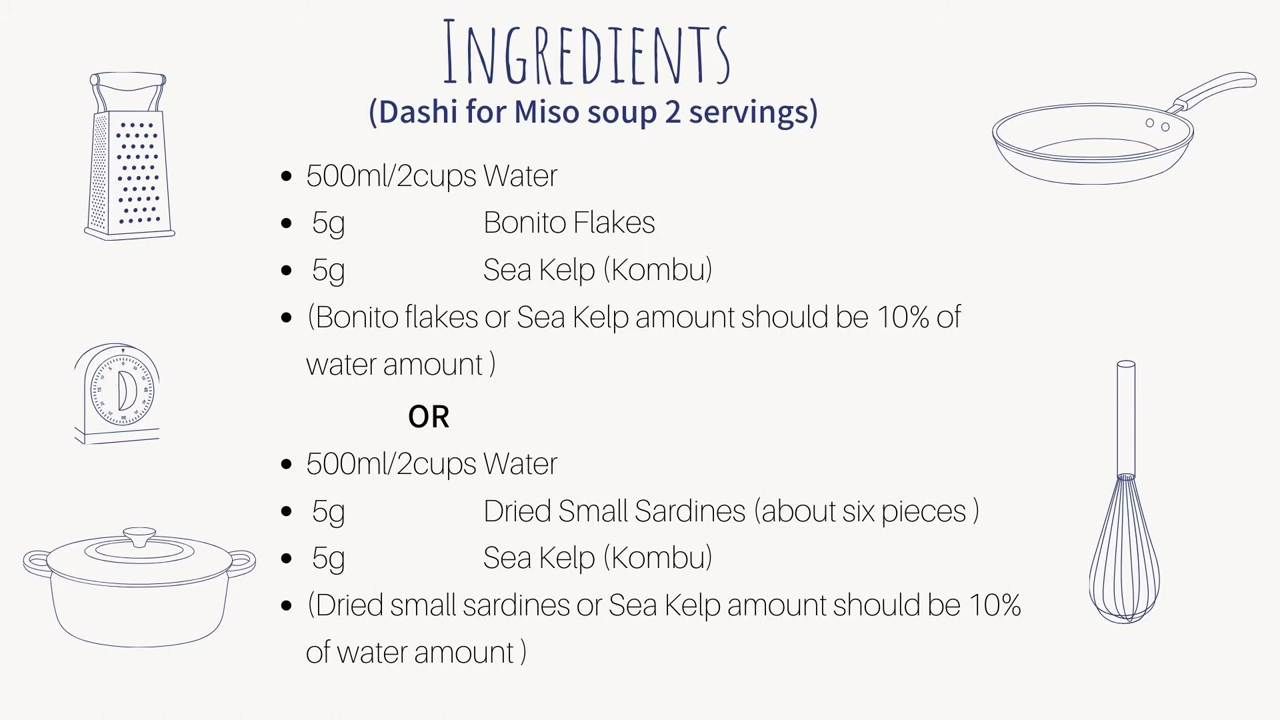 INGREDIENTS
(Dashi for Miso soup 2 servings)
• 500ml/2cups Water
• 5g Bonito Flakes
• 5g Sea Kelp (Kombu)
• (Bonito flakes or Sea Kelp amount should be 10% of
water amount )
OR
• 500ml/2cups Water
• 5g Dried Small Sardines (about six pieces )
• 5g Sea Kelp (Kombu)
• (Dried small sardines or Sea Kelp amount should be 10%
of water amount )